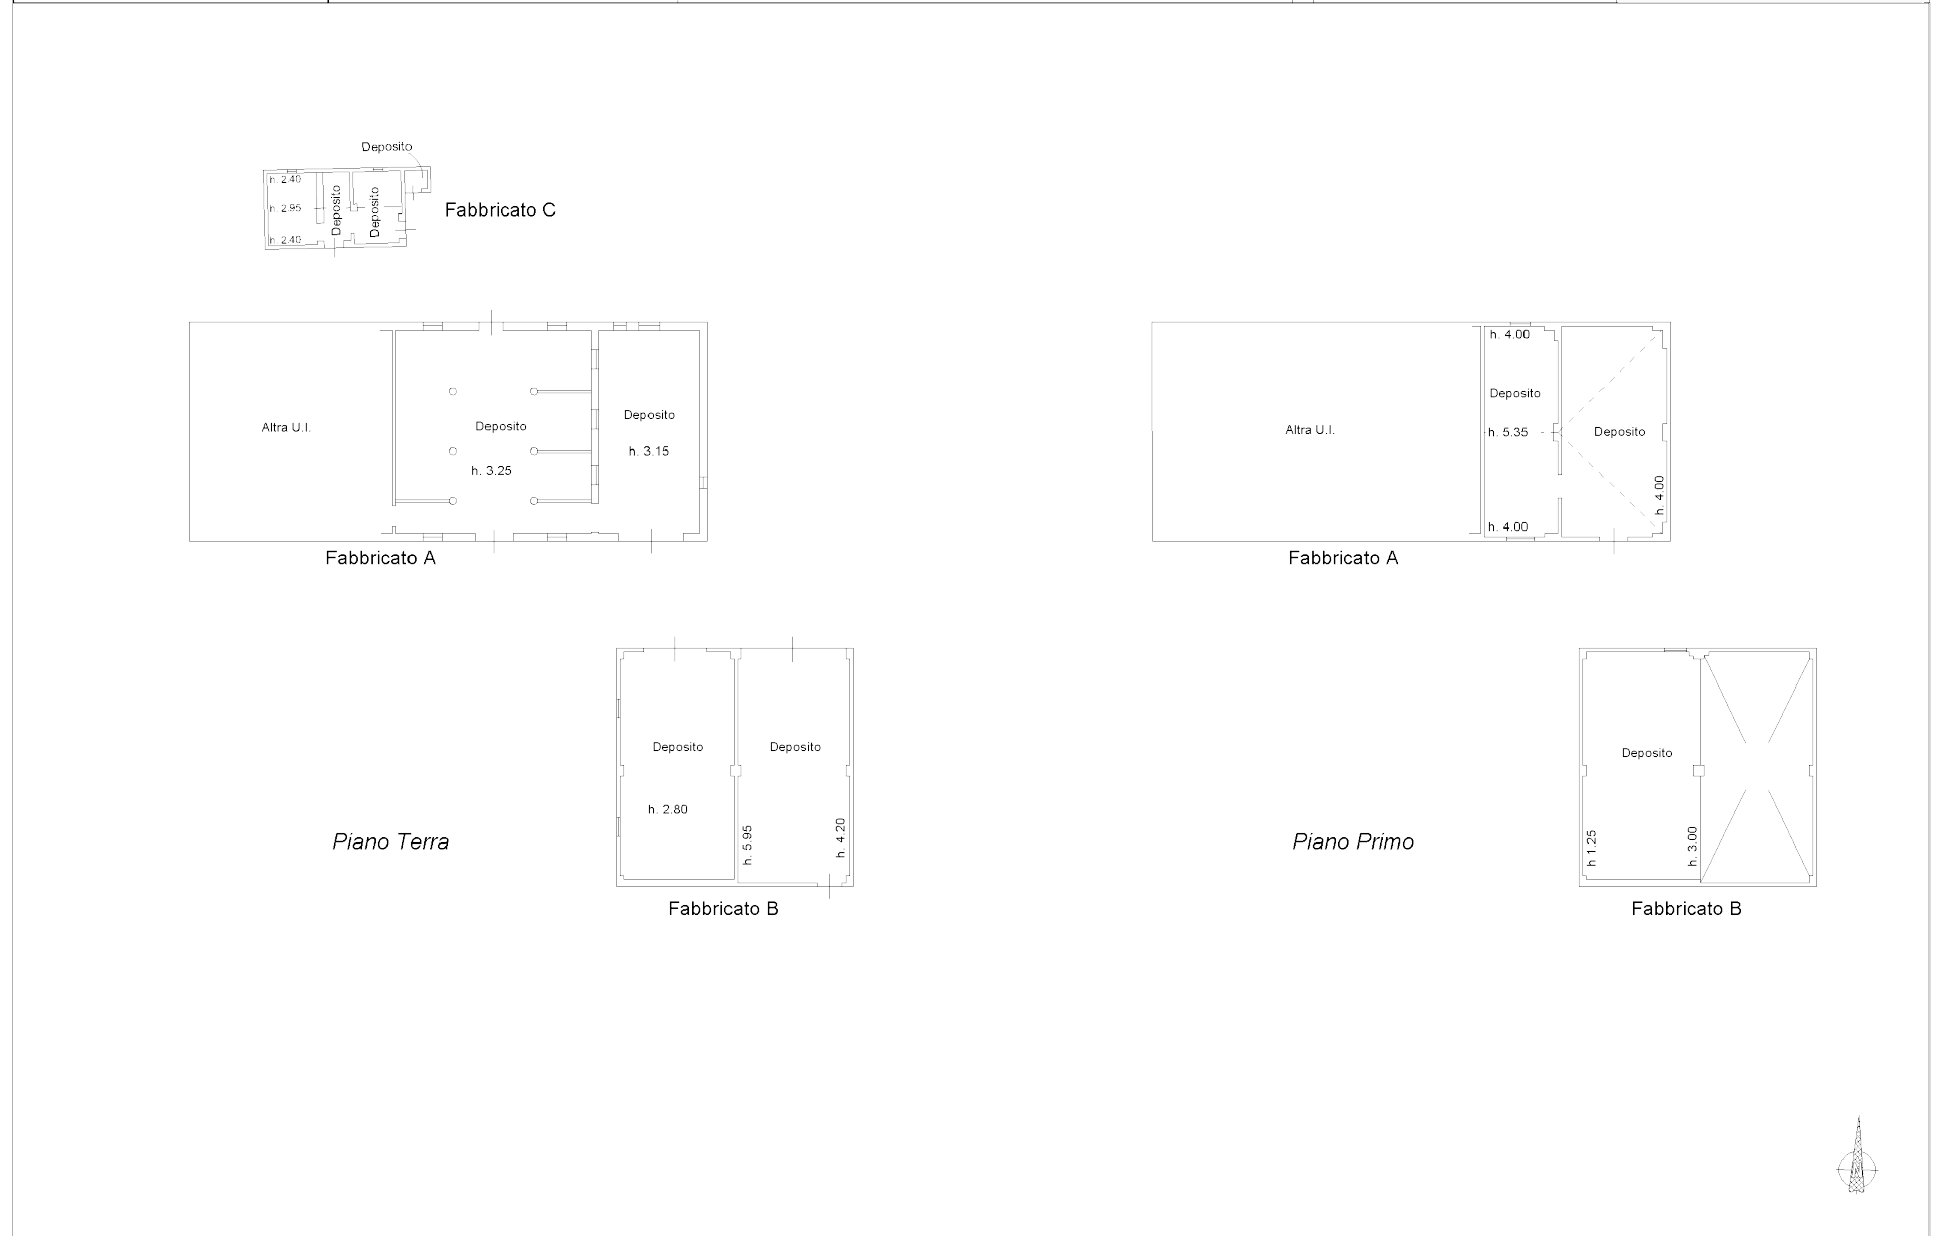 Deposito
h. 2.40
h. 2.95
h. 2.40
Deposito
Deposito
Fabbricato C
Altra U.I.
Deposito
h. 3.25
Deposito
h. 3.15
Fabbricato A
h. 4.00
Deposito
h. 5.35
h. 4.00
Altra U.I.
Deposito
h. 4.00
Fabbricato A
Deposito
h. 2.80
Deposito
h. 5.95
h. 4.20
Piano Terra
Fabbricato B
Deposito
h 1.25
h. 3.00
Piano Primo
Fabbricato B